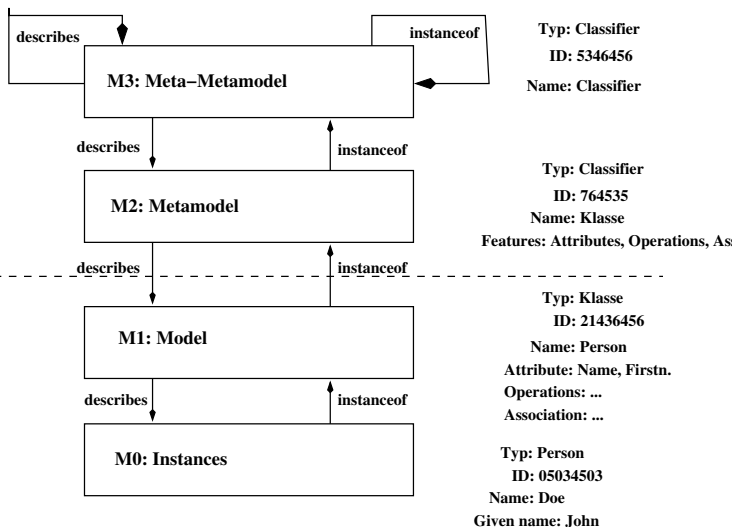 describes
instanceof
Typ: Classifier
ID: 5346456
Name: Classifier
M3: Meta-Metamodel
describes
instanceof
Typ: Classifier
ID: 764535
Name: Klasse
Features: Attributes, Operations, Ass
M2: Metamodel
describes
instanceof
Typ: Klasse
ID: 21436456
Name: Person
Attribute: Name, Firstn.
Operations: ...
Association: ...
M1: Model
describes
instanceof
M0: Instances
Typ: Person
ID: 05034503
Name: Doe
Given name: John